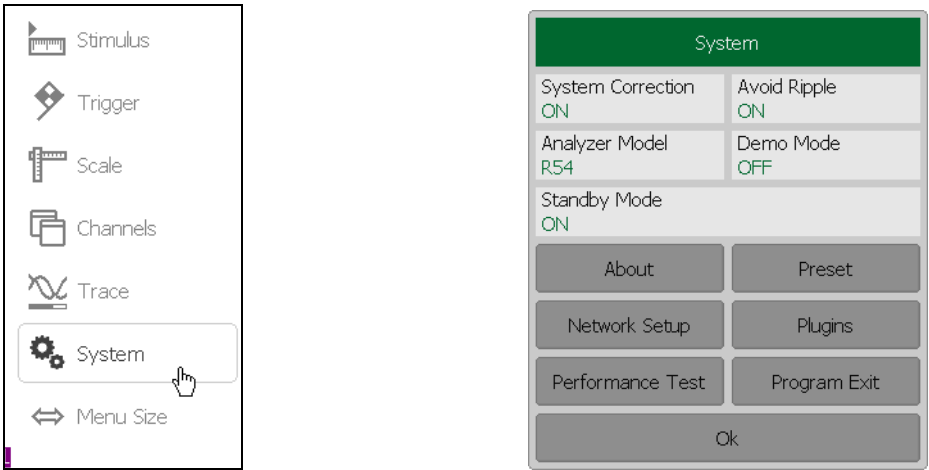 Stimulus
Trigger
Scale
Channels
Trace
System
Menu Size
System
System Correction
ON
Avoid Ripple
ON
Analyzer Model
R54
Demo Mode
OFF
Standby Mode
ON
About
Preset
Network Setup
Plugins
Performance Test
Program Exit
Ok